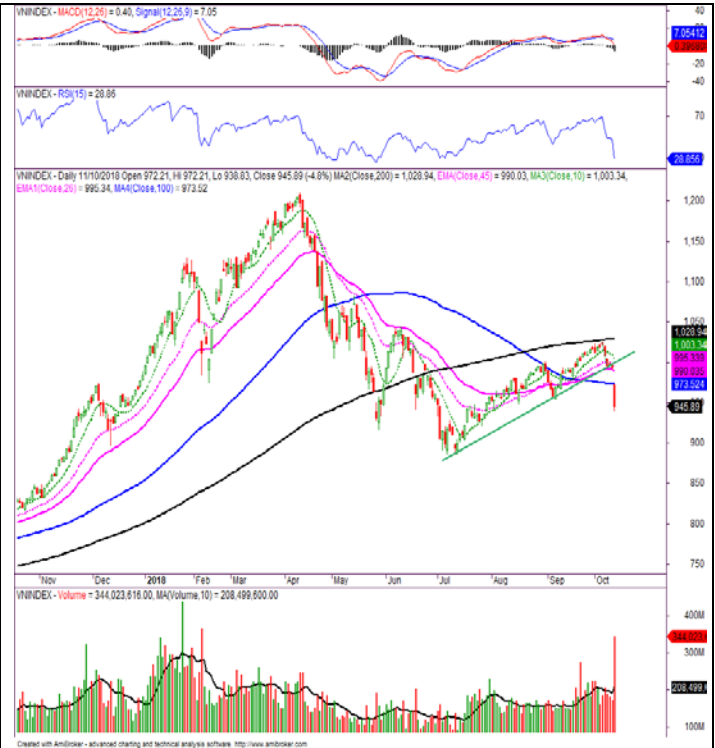 VNINDEX - MACD(12,26) = 0.40, Signal(12,26,9) = 7.05
40
20
7.05412
-20
-40
VNINDEX - RSI(15) = 28.86
70
28.856
VNINDEX - Daily 11/10/2018 Open 972.21, Hi 972.21, Lo 938.83, Close 945.89 (-4.8%) MA2(Close,200) = 1,028.94, EMA(Close,45) = 990.03, MA3(Close,10) = 1,003.34,
EMA1(Close,26) = 995.34, MA4(Close,100) = 973.52
1,200
1,150
1,100
1,050
1,028.94
1,003.34
995.339
990.035
973.524
945.89
900
850
800
750
Nov Dec 2018 Feb Mar Apr May Jun Jul Aug Sep Oct
VNINDEX - Volume = 344,023,616.00, MA(Volume,10) = 208,499,600.00
400M
344,023,6
300M
208,499,6
100M
Created with AmiBroker - advanced charting and technical analysis software. http://www.amibroker.com